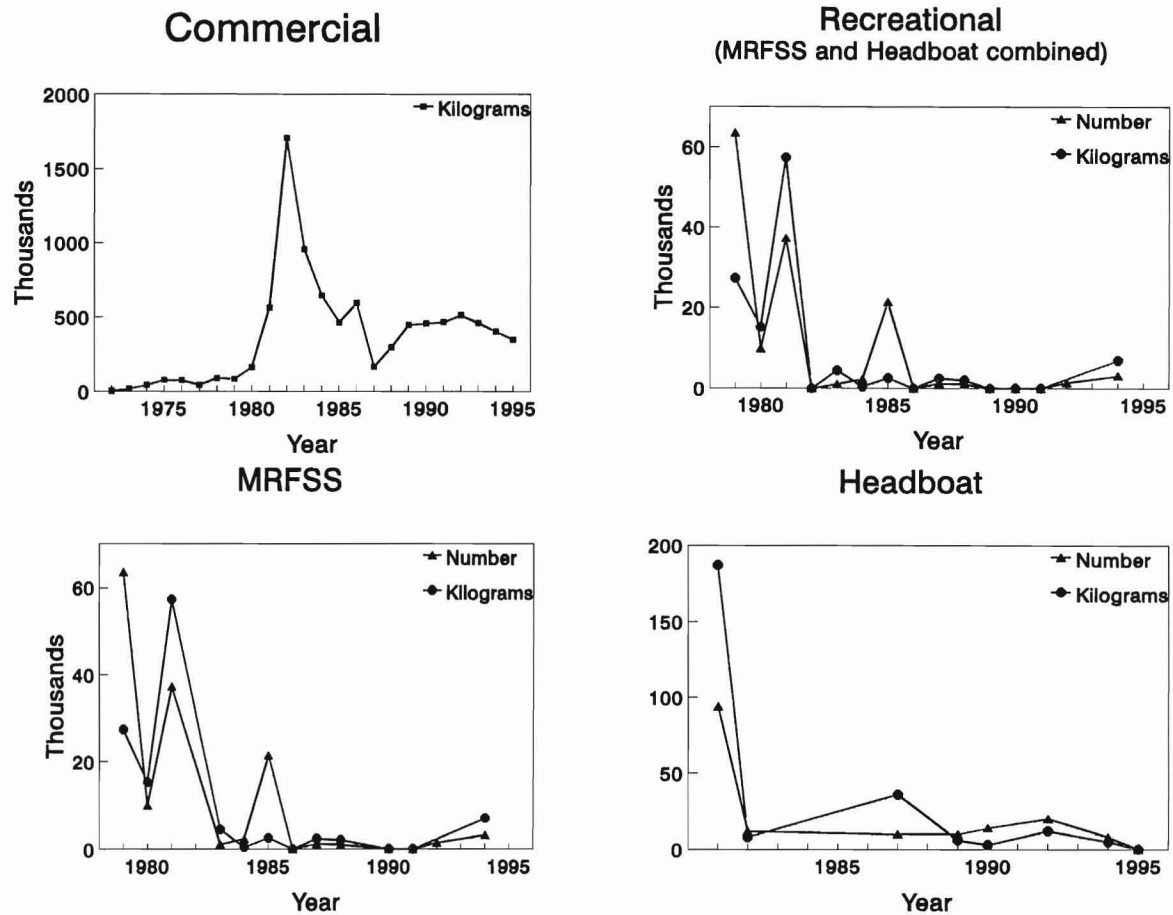 Commercial
2000
1500
1000
500
0
Thousands
Kilograms
1975 1980 1985 1990 1995
Year
Recreational
(MRFSS and Headboat combined)
60
40
20
0
Thousands
Number
Kilograms
1980 1985 1990 1995
Year
MRFSS
60
40
20
0
Thousands
Number
Kilograms
1980 1985 1990 1995
Year
Headboat
200
150
100
50
0
Number
Kilograms
1985 1990 1995
Year